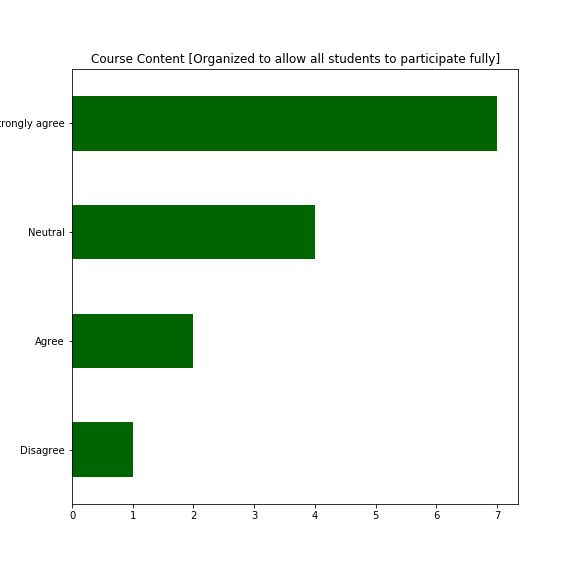 Course Content [Organized to allow all students to participate fully]
trongly agree
Neutral
Agree
Disagree
0 1 2 3 4 5 6 7